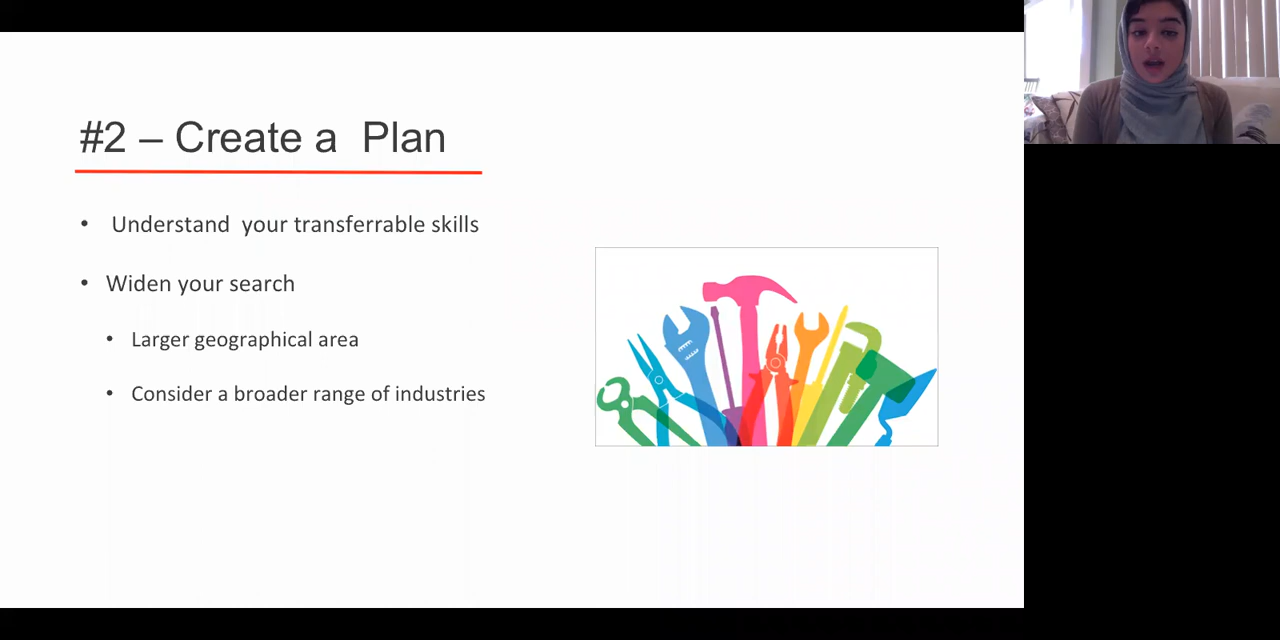 #2 – Create a  Plan
• Understand  your transferrable skills
• Widen your search
• Larger geographical area
• Consider a broader range of industries